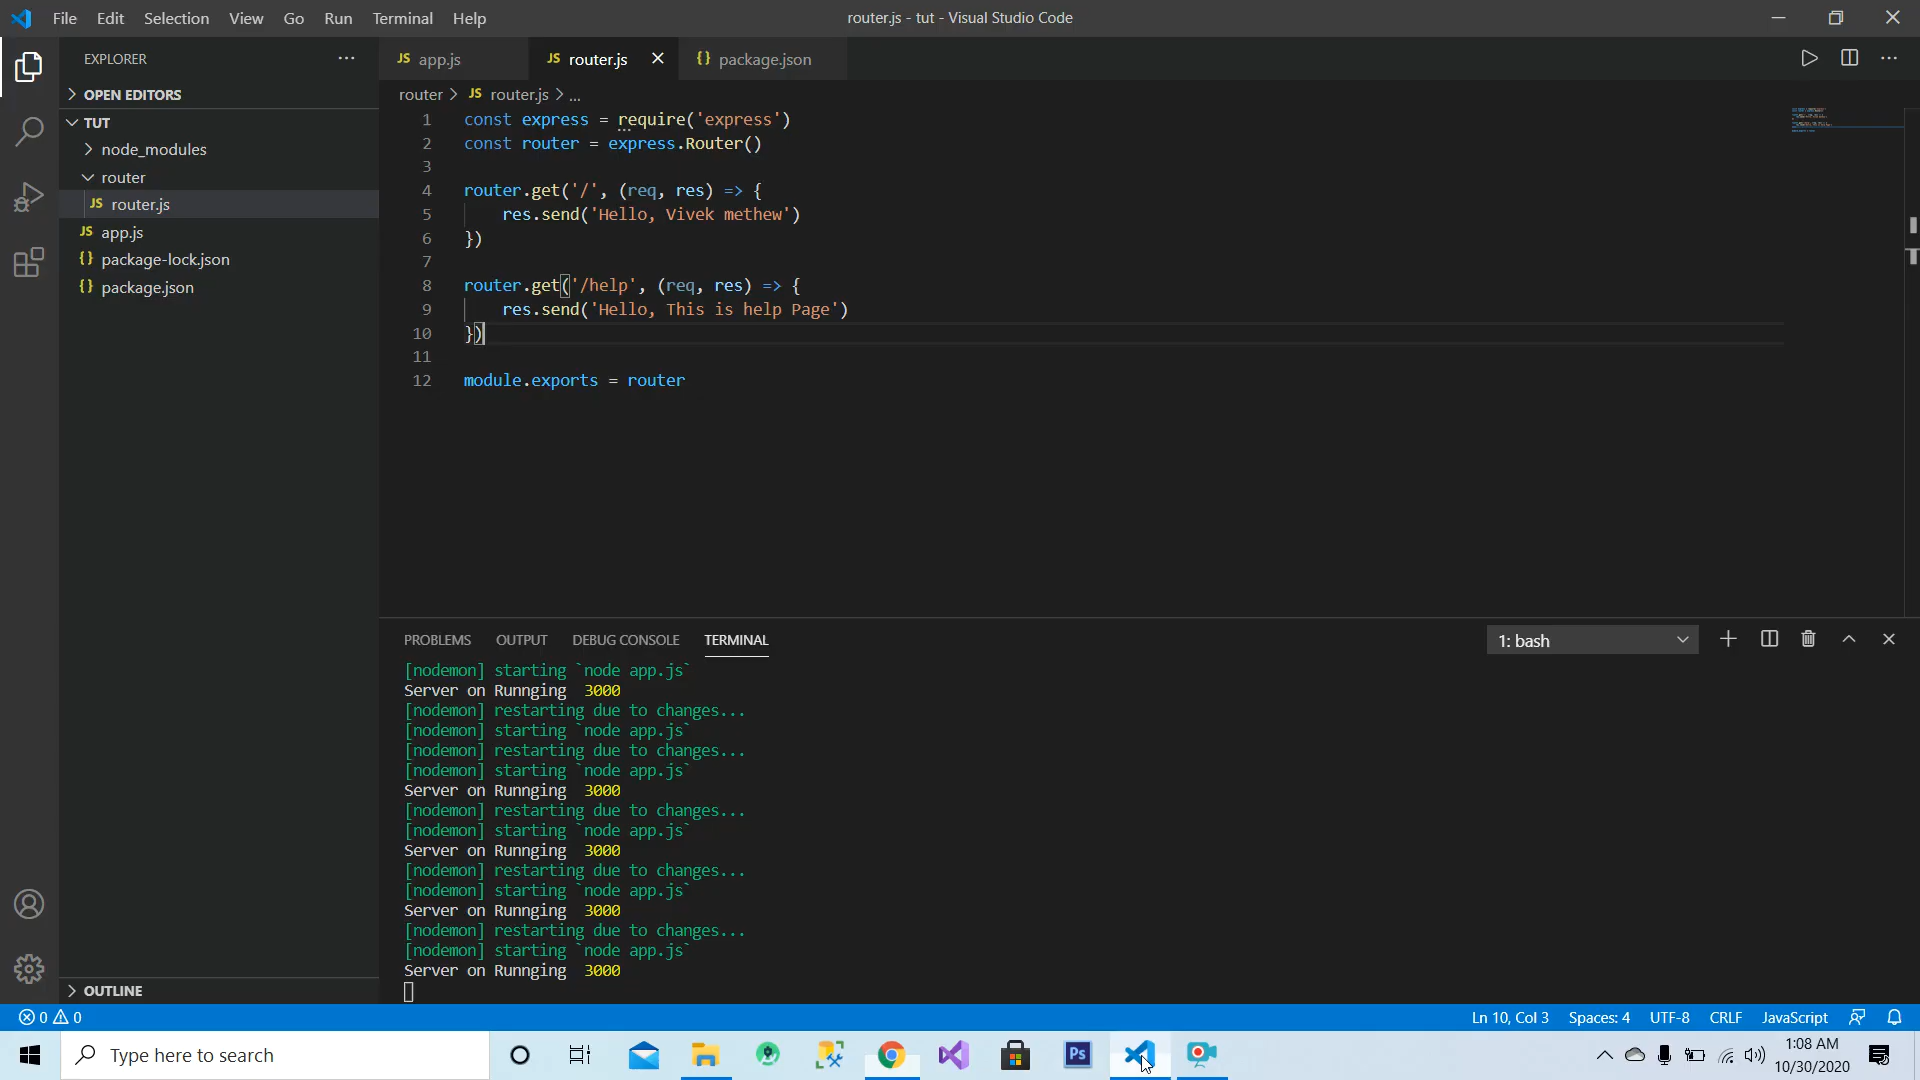 File Edit Selection View Go Run Terminal Help
router.js - tut - Visual Studio Code
EXPLORER
OPEN EDITORS
TUT
node_modules
router
JS router.js
JS app.js
{} package-lock.json
{} package.json
OUTLINE
JS app.js
JS router.js
{} package.json
router > JS router.js > ...
1 const express = require('express')
2 const router = express.Router()
3
4 router.get('/', (req, res) => {
5 res.send('Hello, Vivek methew')
6 })
7
8 router.get('/help', (req, res) => {
9 res.send('Hello, This is help Page')
10 })
11
12 module.exports = router
PROBLEMS OUTPUT DEBUG CONSOLE TERMINAL
1: bash
[nodemon] starting `node app.js`
Server on Runnging 3000
[nodemon] restarting due to changes...
[nodemon] starting `node app.js`
[nodemon] restarting due to changes...
[nodemon] starting `node app.js`
Server on Runnging 3000
[nodemon] restarting due to changes...
[nodemon] starting `node app.js`
Server on Runnging 3000
[nodemon] restarting due to changes...
[nodemon] starting `node app.js`
Server on Runnging 3000
[nodemon] restarting due to changes...
[nodemon] starting `node app.js`
Server on Runnging 3000
0 0
Ln 10, Col 3 Spaces: 4 UTF-8 CRLF JavaScript
Type here to search
Ps
1:08 AM
10/30/2020